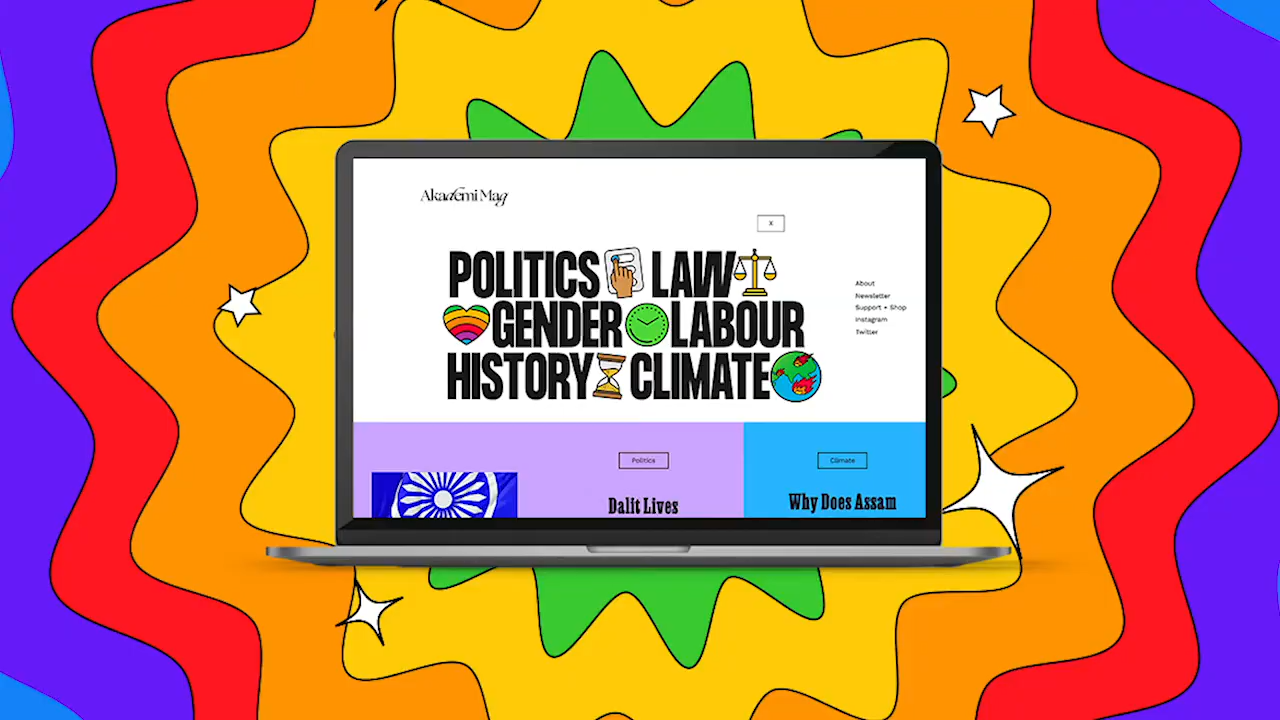 Akademi Mag
X
POLITICS LAW
GENDER LABOUR
HISTORY CLIMATE
About
Newsletter
Support + Shop
Instagram
Twitter
Politics
Climate
Dalit Lives
Why Does Assam